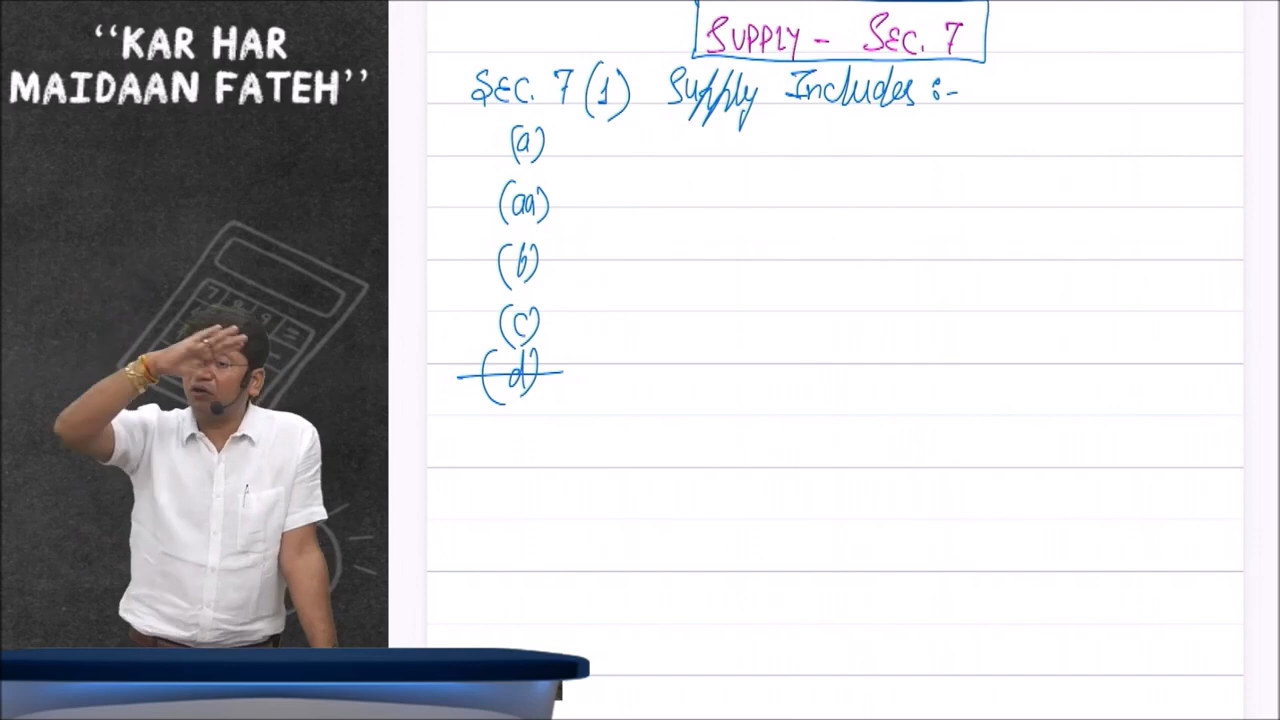 “KAR HAR
MAIDAAN FATEH”
SUPPLY - SEC. 7
SEC. 7 (1) Supply Includes :-
(a)
(aa)
(b)
(c)
(d)